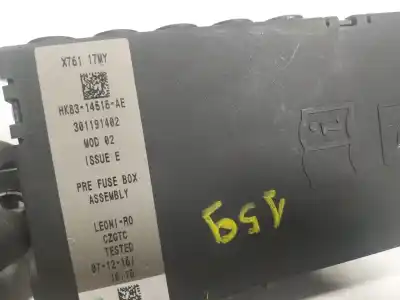 X761 17MY
HK83-14616-AE
301191402
MOD 02
ISSUE E
PRE FUSE BOX
ASSEMBLY
LEONI-RO
CZGTC
TESTED
07-12-16/
159